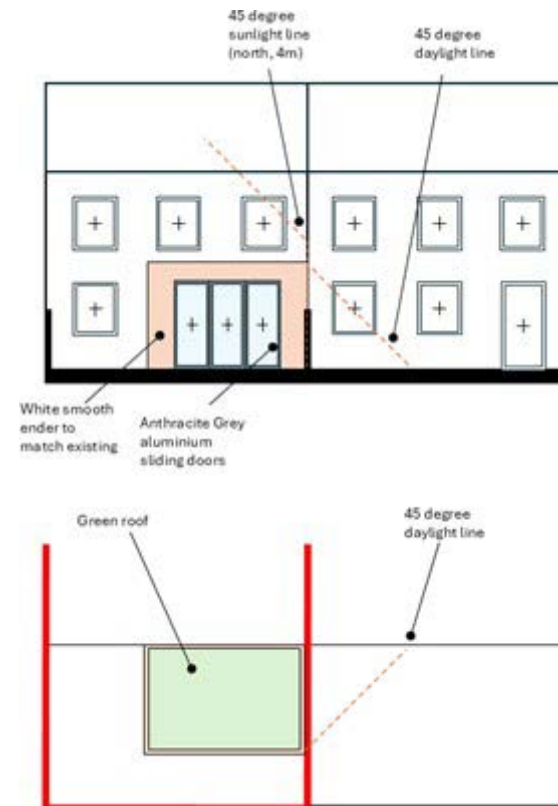 45 degree
sunlight line
(north, 4m)
45 degree
daylight line
White smooth
ender to
match existing
Anthracite Grey
aluminium
sliding doors
Green roof
45 degree
daylight line